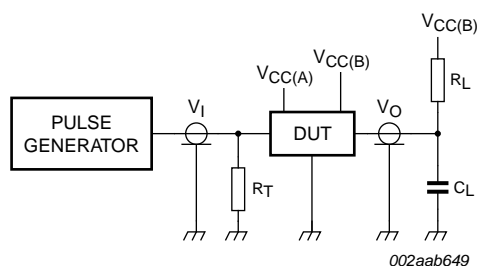 VCC(B)
VCC(A)
VCC(B)
RL
PULSE
GENERATOR
VI
DUT
VO
RT
CL
002aab649